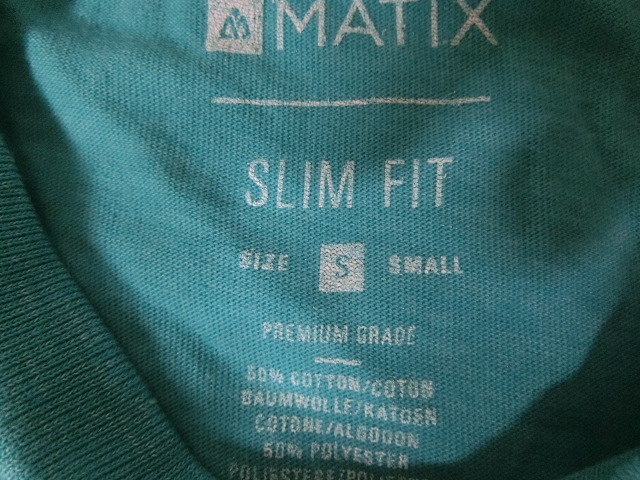 MATIX
SLIM FIT
SIZE S SMALL
PREMIUM GRADE
50% COTTON/COTON
BAUMWOLLE/KATOEN
COTONE/ALGODON
50% POLYESTER